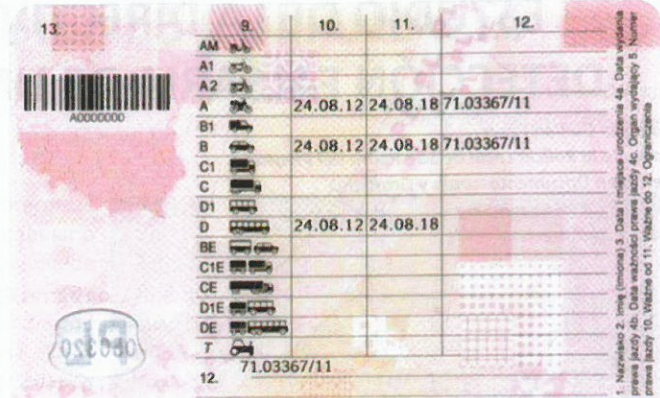 13. 9. 10. 11. 12.
AM
A1
A2
A 24.08.12 24.08.18 71.03367/11
B1
B 24.08.12 24.08.18 71.03367/11
C1
C
D1
D 24.08.12 24.08.18
BE
C1E
CE
D1E
DE
T
12. 71.03367/11
A0000000
1. Nazwisko 2. Imię (imiona) 3. Data i miejsce urodzenia 4a. Data wydania
prawa jazdy 4b. Data ważności prawa jazdy 4c. Organ wydający 5. Numer
prawa jazdy 10. Ważne od 11. Ważne do 12. Ograniczenia